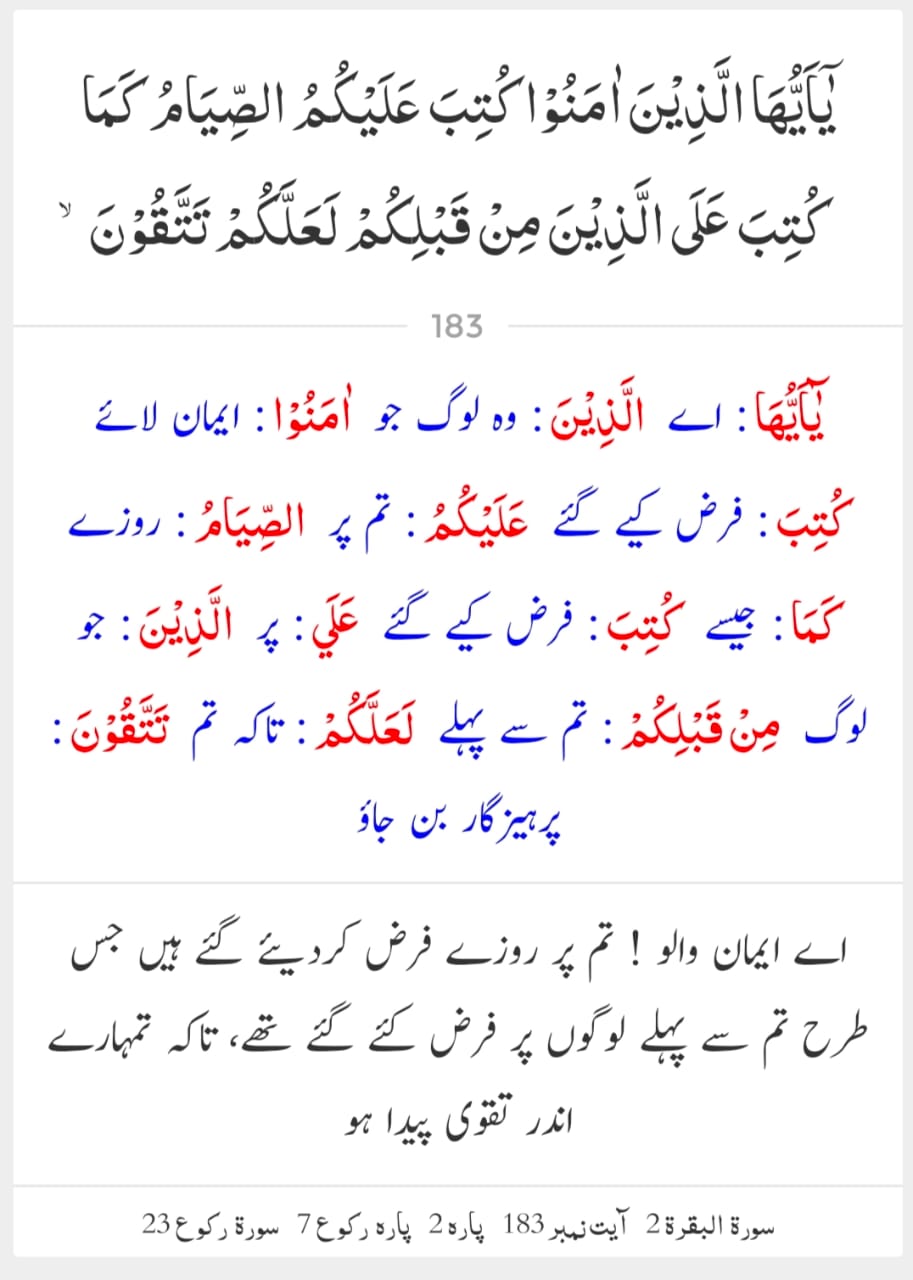 يٰٓاَيُّهَا الَّذِيْنَ اٰمَنُوْا كُتِبَ عَلَيْكُمُ الصِّيَامُ كَمَا
كُتِبَ عَلَى الَّذِيْنَ مِنْ قَبْلِكُمْ لَعَلَّكُمْ تَتَّقُوْنَ ۙ
183
يٰٓاَيُّهَا : اے الَّذِيْنَ : وہ لوگ جو اٰمَنُوْا : ایمان لائے
كُتِبَ : فرض کیے گئے عَلَيْكُمُ : تم پر الصِّيَامُ : روزے
كَمَا : جیسے كُتِبَ : فرض کیے گئے عَلَي : پر الَّذِيْنَ : جو
لوگ مِنْ قَبْلِكُمْ : تم سے پہلے لَعَلَّكُمْ : تاکہ تم تَتَّقُوْنَ :
پرہیزگار بن جاؤ
اے ایمان والو ! تم پر روزے فرض کردیئے گئے ہیں جس
طرح تم سے پہلے لوگوں پر فرض کئے گئے تھے، تاکہ تمہارے
اندر تقوی پیدا ہو
سورة البقرة 2 آیت نمبر 183 پارہ 2 پارہ رکوع 7 سورة رکوع 23